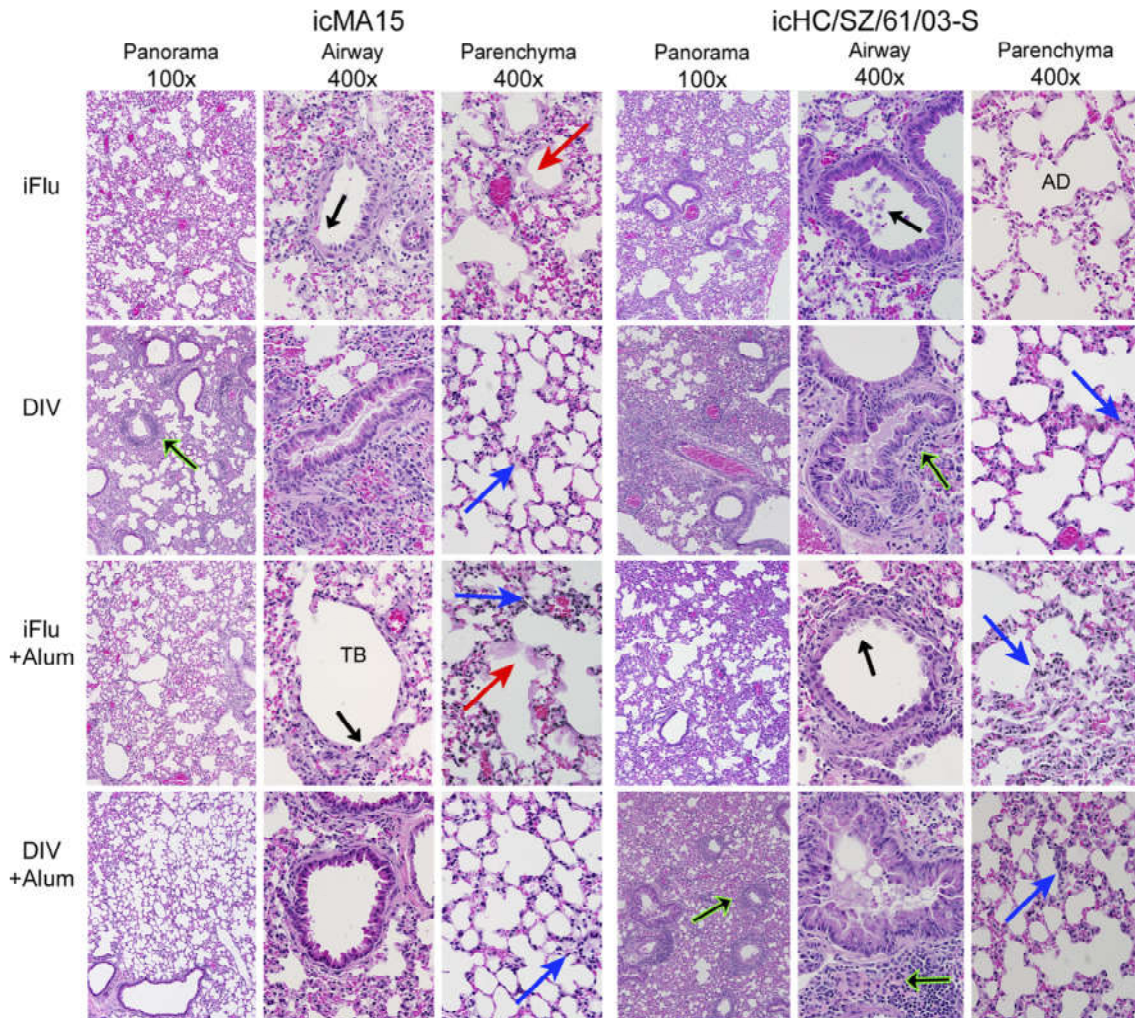 icMA15 icHC/SZ/61/03-S
Panorama Airway Parenchyma Panorama Airway Parenchyma
100x 400x 400x 100x 400x 400x
iFlu
AD
DIV
iFlu
+Alum
TB
DIV
+Alum